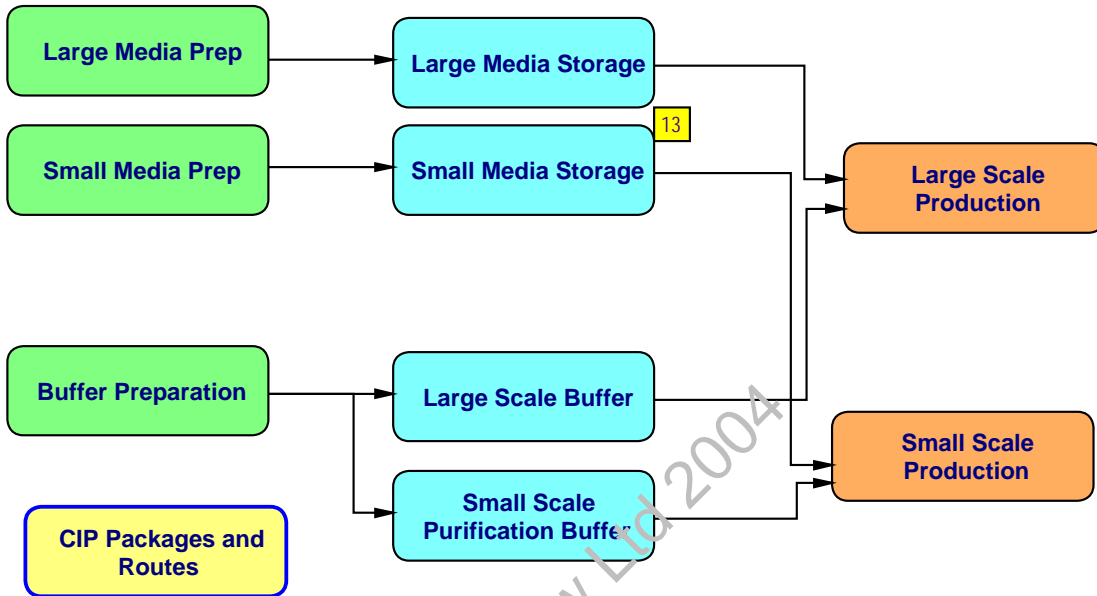 Large Media Prep
Large Media Storage
13
Small Media Prep
Small Media Storage
Large Scale
Production
Buffer Preparation
Large Scale Buffer
Small Scale
Production
Small Scale
Purification Buffer
CIP Packages and
Routes
Ltd 2004